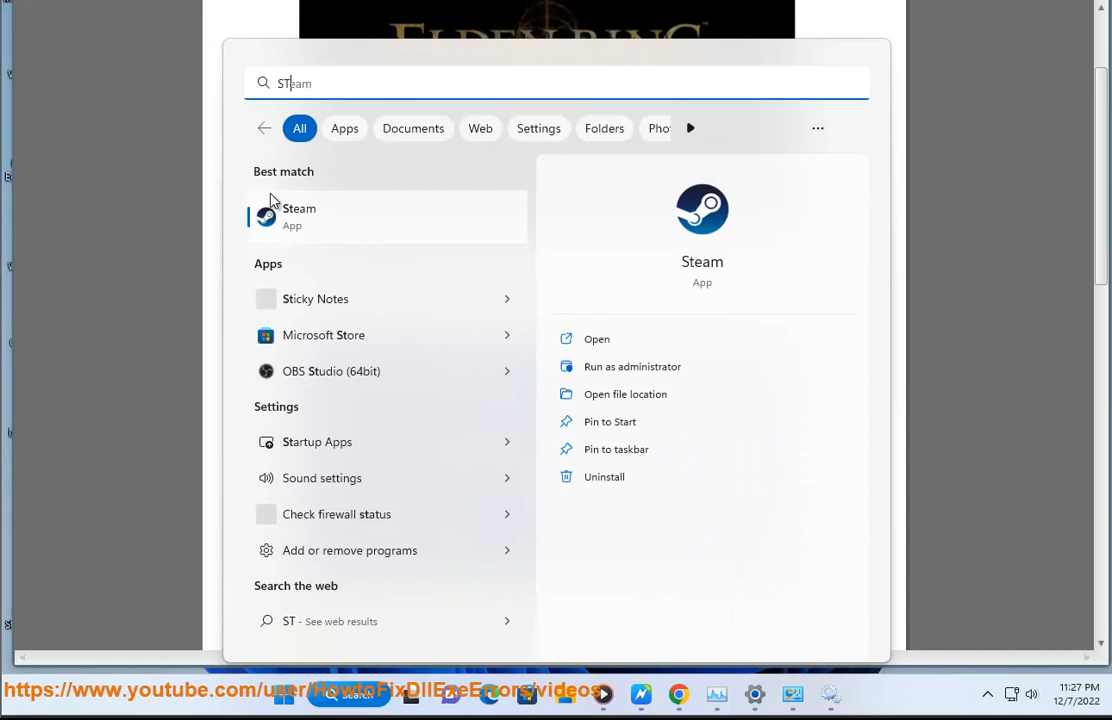 ELDEN RING
STeam
All Apps Documents Web Settings Folders Pho
Best match
Steam
App
Apps
Sticky Notes
Microsoft Store
OBS Studio (64bit)
Settings
Startup Apps
Sound settings
Check firewall status
Add or remove programs
Search the web
ST - See web results
Steam
App
Open
Run as administrator
Open file location
Pin to Start
Pin to taskbar
Uninstall
https://www.youtube.com/user/HowtoFixDllExeErrors/videos
Search
11:27 PM
12/7/2022